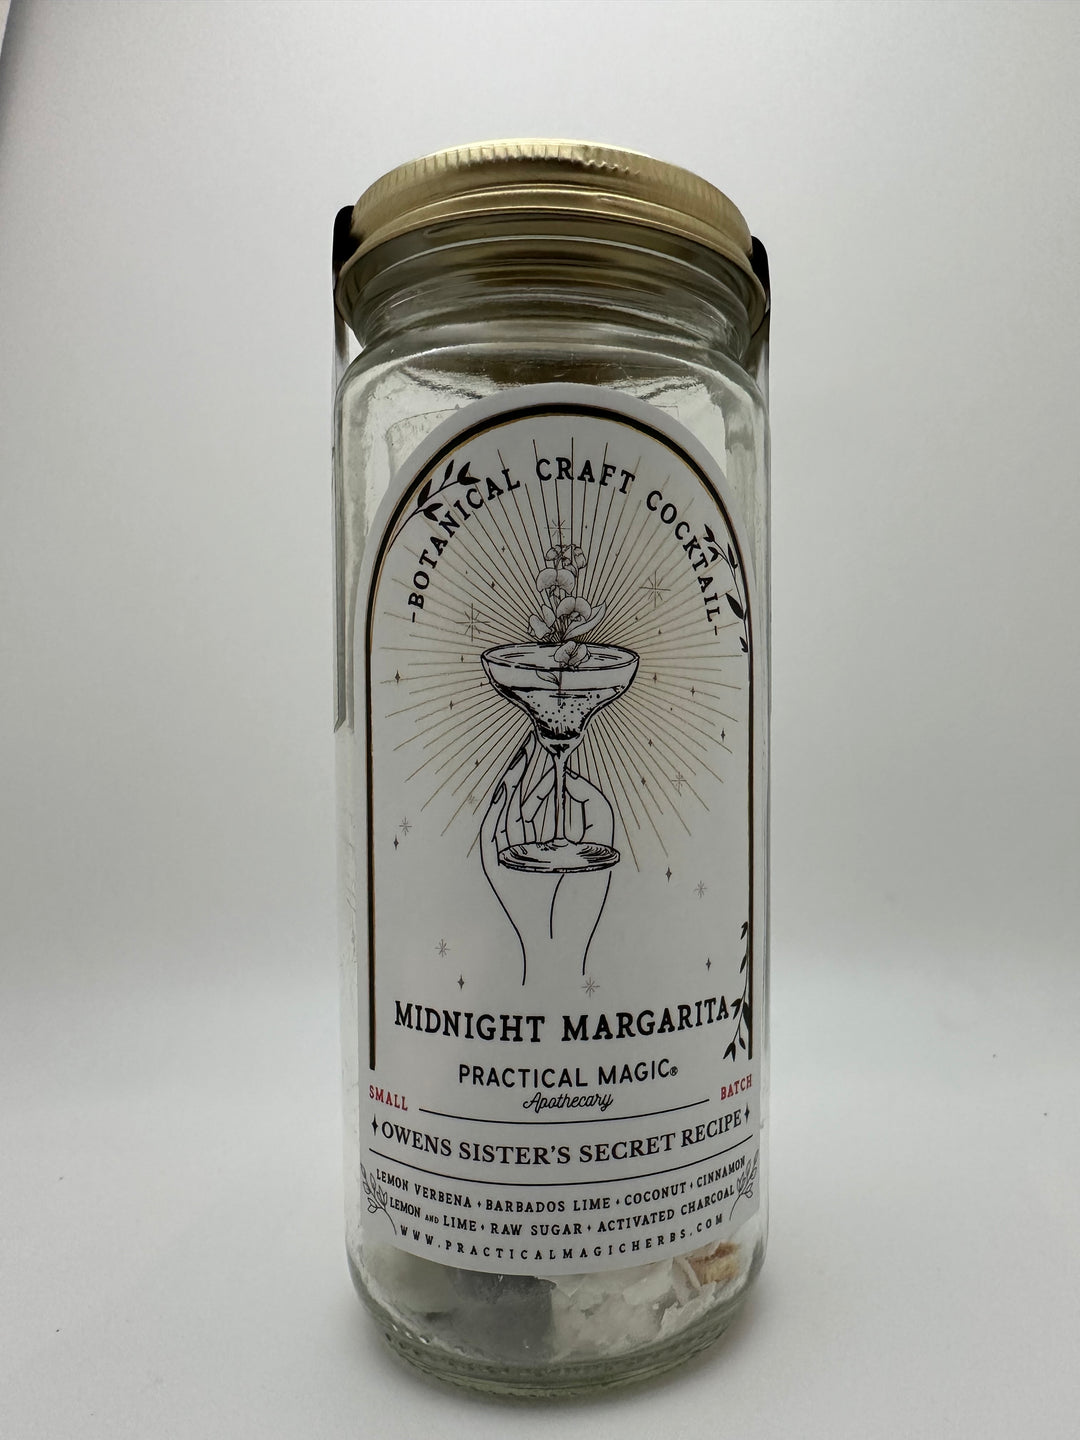 -BOTANICAL CRAFT COCKTAIL-
MIDNIGHT MARGARITA
PRACTICAL MAGIC®
Apothecary
SMALL BATCH
OWENS SISTER'S SECRET RECIPE
LEMON VERBENA • BARBADOS LIME • COCONUT • CINNAMON
LEMON AND LIME • RAW SUGAR • ACTIVATED CHARCOAL
WWW.PRACTICALMAGICHERBS.COM